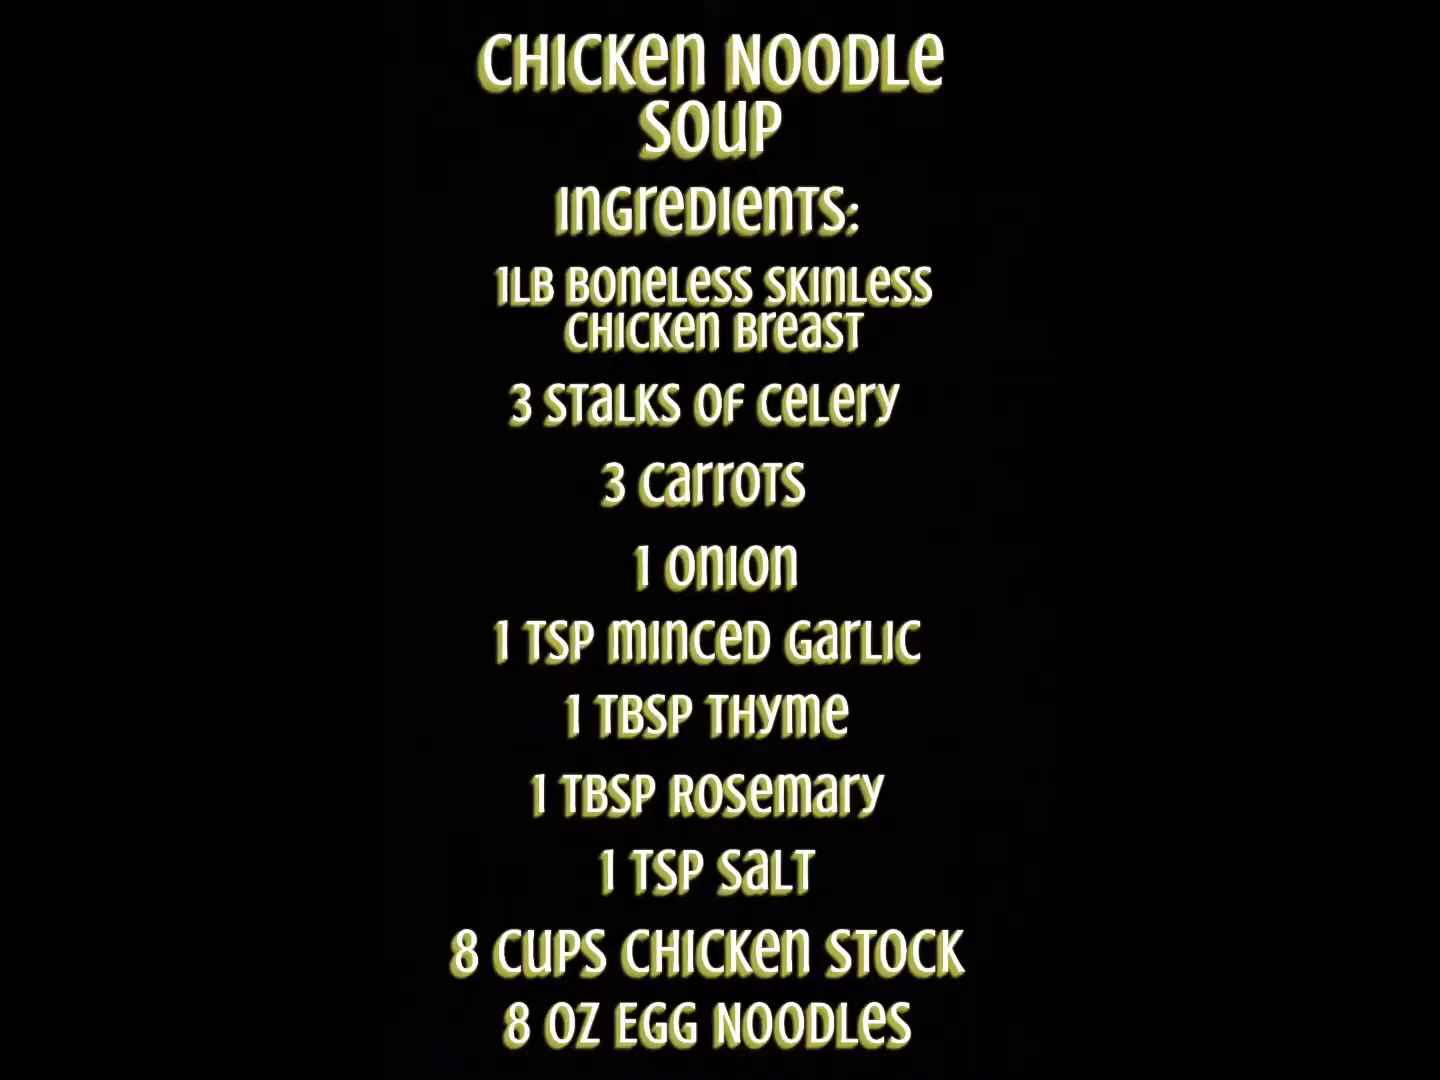 CHICKEN NOODLE
SOUP
INGREDIENTS:
1LB BONELESS SKINLESS
CHICKEN BREAST
3 STALKS OF CELERY
3 CARROTS
1 ONION
1 TSP MINCED GARLIC
1 TBSP THYME
1 TBSP ROSEMARY
1 TSP SALT
8 CUPS CHICKEN STOCK
8 OZ EGG NOODLES